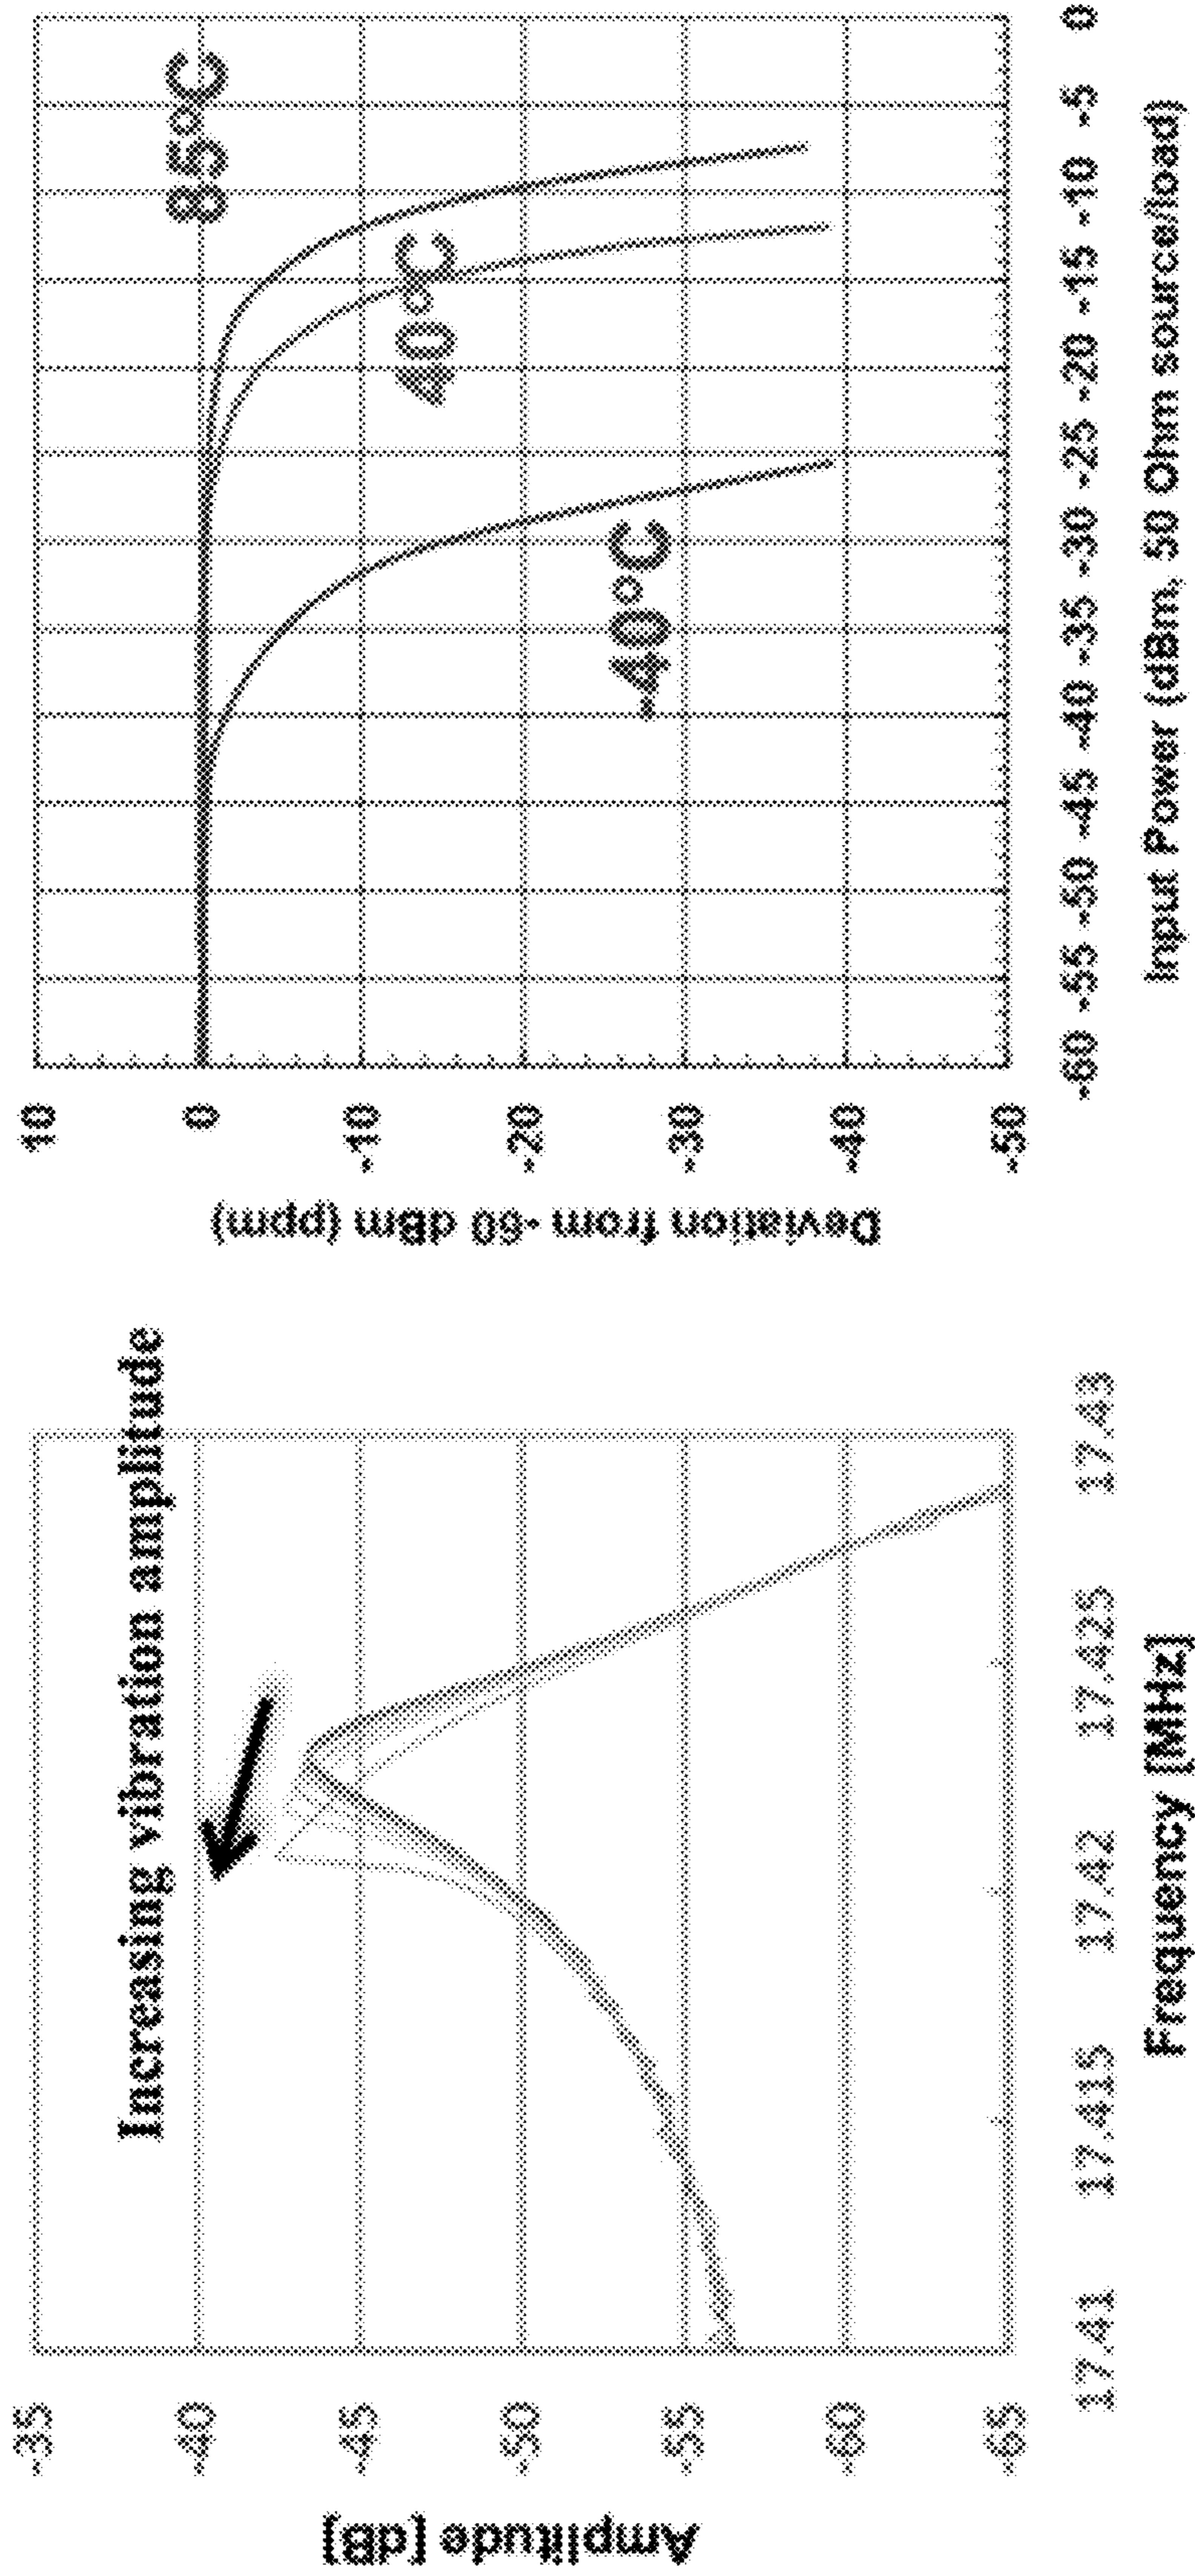 Increasing vibration amplitude
Amplitude [dB]
-35
-40
-45
-50
-55
-60
-65
17.41 17.415 17.42 17.425 17.43
Frequency [MHz]
Deviation from -60 dBm (ppm)
10
0
-10
-20
-30
-40
-50
85°C
40°C
-40°C
-60 -55 -50 -45 -40 -35 -30 -25 -20 -15 -10 -5 0
Input Power (dBm, 50 Ohm source/load)